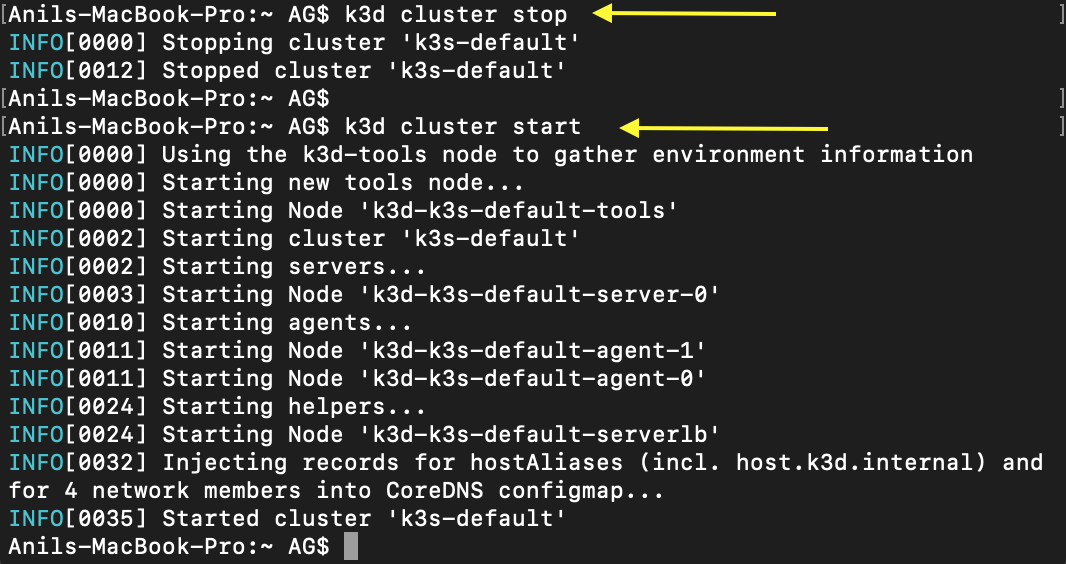 [Anils-MacBook-Pro:~ AG$ k3d cluster stop ]
INFO[0000] Stopping cluster 'k3s-default'
INFO[0012] Stopped cluster 'k3s-default'
[Anils-MacBook-Pro:~ AG$ ]
[Anils-MacBook-Pro:~ AG$ k3d cluster start ]
INFO[0000] Using the k3d-tools node to gather environment information
INFO[0000] Starting new tools node...
INFO[0000] Starting Node 'k3d-k3s-default-tools'
INFO[0002] Starting cluster 'k3s-default'
INFO[0002] Starting servers...
INFO[0003] Starting Node 'k3d-k3s-default-server-0'
INFO[0010] Starting agents...
INFO[0011] Starting Node 'k3d-k3s-default-agent-1'
INFO[0011] Starting Node 'k3d-k3s-default-agent-0'
INFO[0024] Starting helpers...
INFO[0024] Starting Node 'k3d-k3s-default-serverlb'
INFO[0032] Injecting records for hostAliases (incl. host.k3d.internal) and
for 4 network members into CoreDNS configmap...
INFO[0035] Started cluster 'k3s-default'
Anils-MacBook-Pro:~ AG$